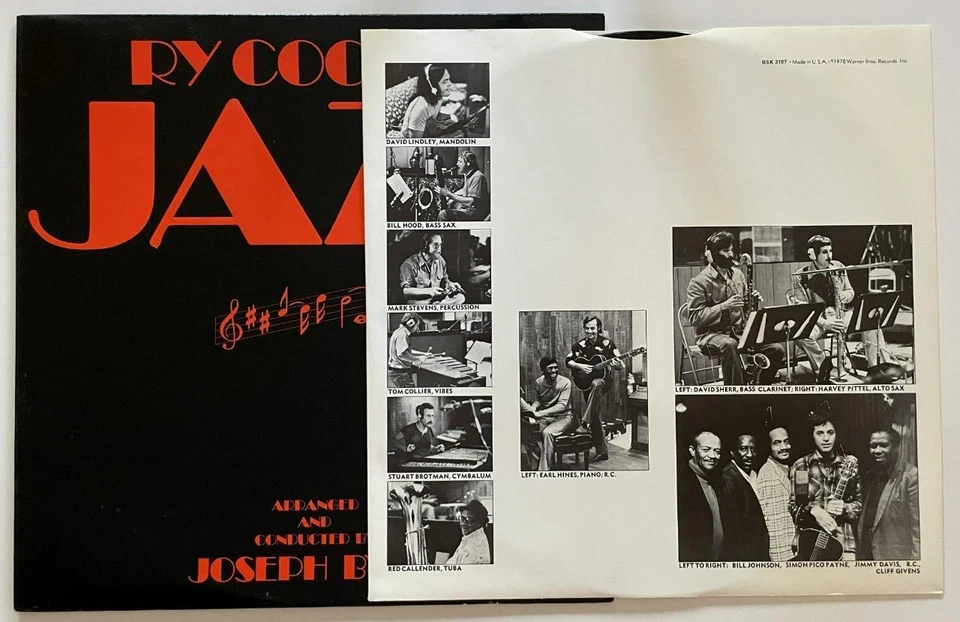 RY COO
JAZ
ARRANGED
AND
CONDUCTED B
JOSEPH B
BSK 3197 • Made in U.S.A. • ℗1978 Warner Bros. Records Inc.
DAVID LINDLEY, MANDOLIN
BILL HOOD, BASS SAX
MARK STEVENS, PERCUSSION
TOM COLLIER, VIBES
STUART BROTMAN, CYMBALUM
RED CALLENDER, TUBA
LEFT: EARL HINES, PIANO; R.C.
LEFT: DAVID SHERR, BASS CLARINET; RIGHT: HARVEY PITTEL, ALTO SAX
LEFT TO RIGHT: BILL JOHNSON, SIMON PICO PAYNE, JIMMY DAVIS, R.C.,
CLIFF GIVENS